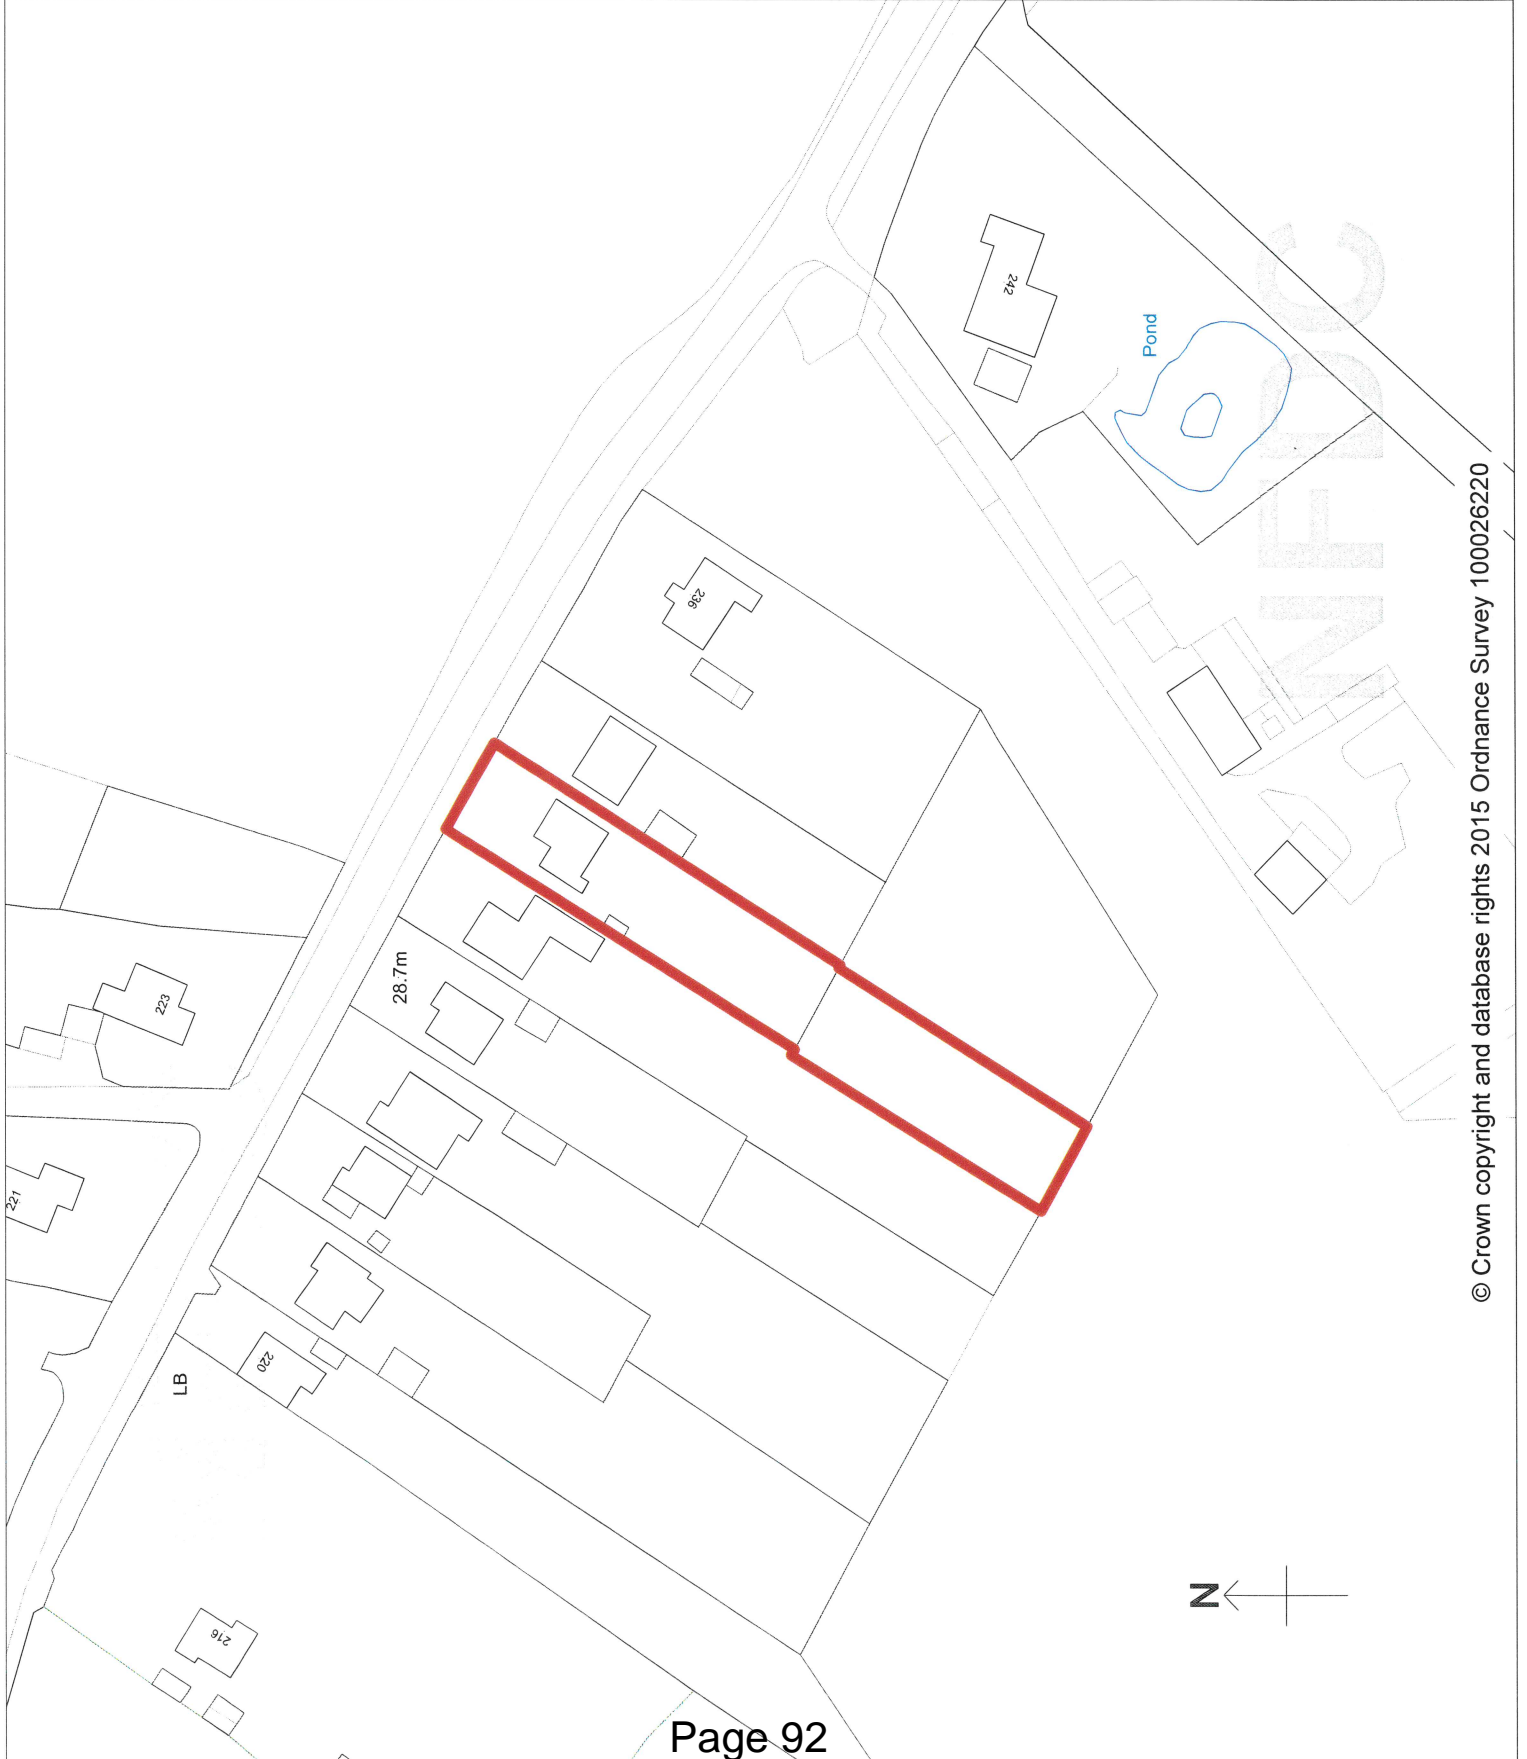 242
Pond
236
NFDC
223
28.7m
221
220
LB
216
N
© Crown copyright and database rights 2015 Ordnance Survey 100026220
Page 92